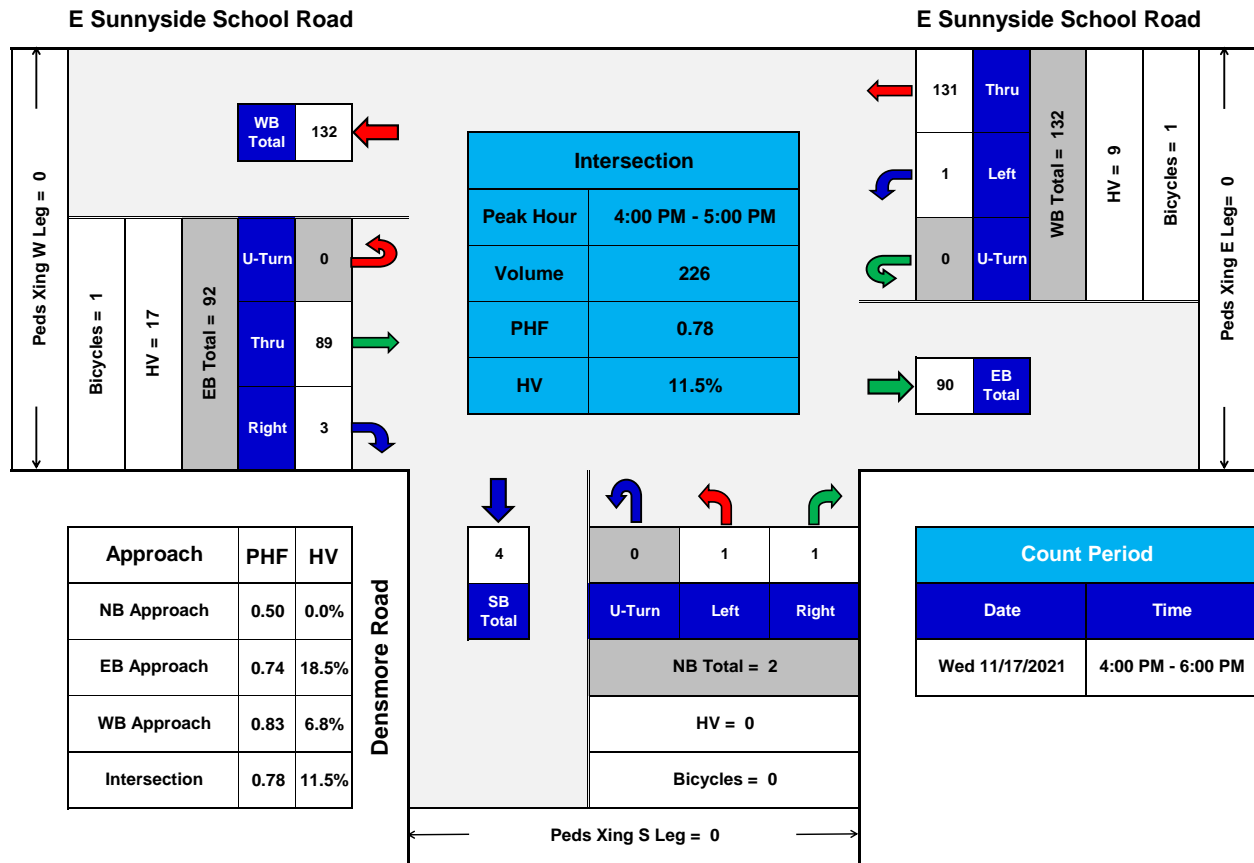 E Sunnyside School Road
E Sunnyside School Road
Peds Xing W Leg = 0
WB
Total
132
Bicycles = 1
HV = 17
EB Total = 92
U-Turn
0
Thru
89
Right
3
Intersection
Peak Hour
4:00 PM - 5:00 PM
Volume
226
PHF
0.78
HV
11.5%
131
Thru
1
Left
0
U-Turn
WB Total = 132
HV = 9
Bicycles = 1
Peds Xing E Leg= 0
90
EB
Total
Approach
PHF
HV
NB Approach
0.50
0.0%
EB Approach
0.74
18.5%
WB Approach
0.83
6.8%
Intersection
0.78
11.5%
Densmore Road
4
SB
Total
0
1
1
U-Turn
Left
Right
NB Total = 2
HV = 0
Bicycles = 0
Peds Xing S Leg = 0
Count Period
Date
Time
Wed 11/17/2021
4:00 PM - 6:00 PM